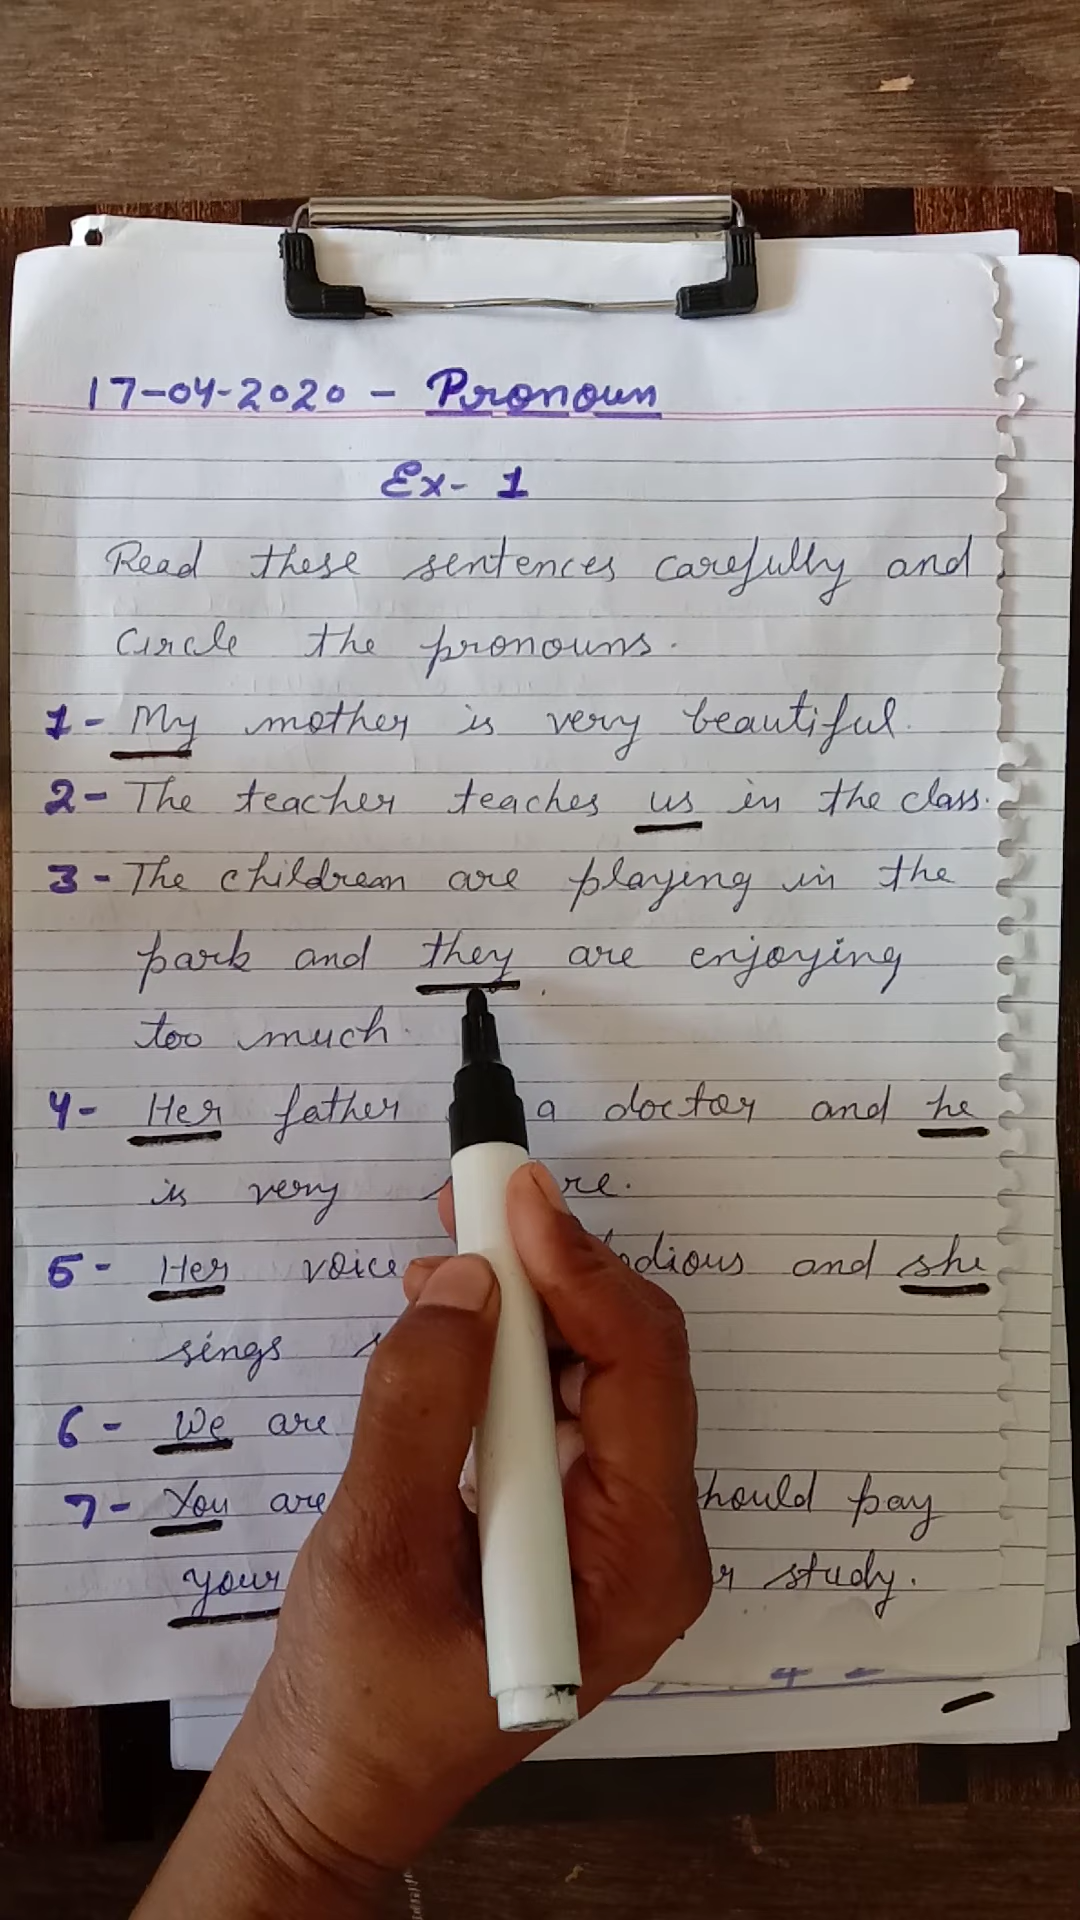 17-04-2020 - Pronoun
Ex- 1
Read these sentences carefully and
circle the pronouns.
1- My mother is very beautiful.
2- The teacher teaches us in the class.
3- The children are playing in the
park and they are enjoying
too much.
4- Her father a doctor and he
is very
5- Her voice and she
sings
6- We are
7- You are should pay
your study.